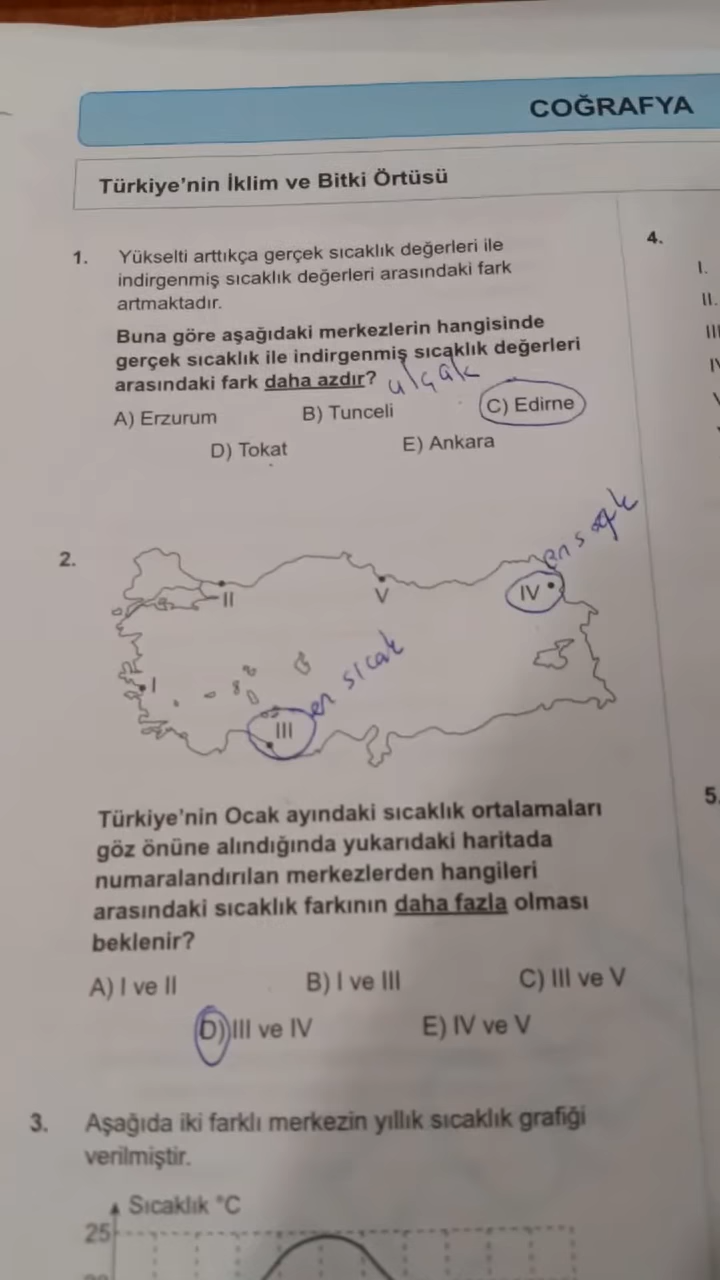 COĞRAFYA
Türkiye'nin İklim ve Bitki Örtüsü
1. Yükselti arttıkça gerçek sıcaklık değerleri ile
indirgenmiş sıcaklık değerleri arasındaki fark
artmaktadır.
Buna göre aşağıdaki merkezlerin hangisinde
gerçek sıcaklık ile indirgenmiş sıcaklık değerleri
arasındaki fark daha azdır? alçak
A) Erzurum B) Tunceli C) Edirne
D) Tokat E) Ankara
2.
en
II V IV
I
en sıcak
III
Türkiye'nin Ocak ayındaki sıcaklık ortalamaları
göz önüne alındığında yukarıdaki haritada
numaralandırılan merkezlerden hangileri
arasındaki sıcaklık farkının daha fazla olması
beklenir?
A) I ve II B) I ve III C) III ve V
D) III ve IV E) IV ve V
3. Aşağıda iki farklı merkezin yıllık sıcaklık grafiği
verilmiştir.
Sıcaklık °C
25
4.
I.
II.
5.